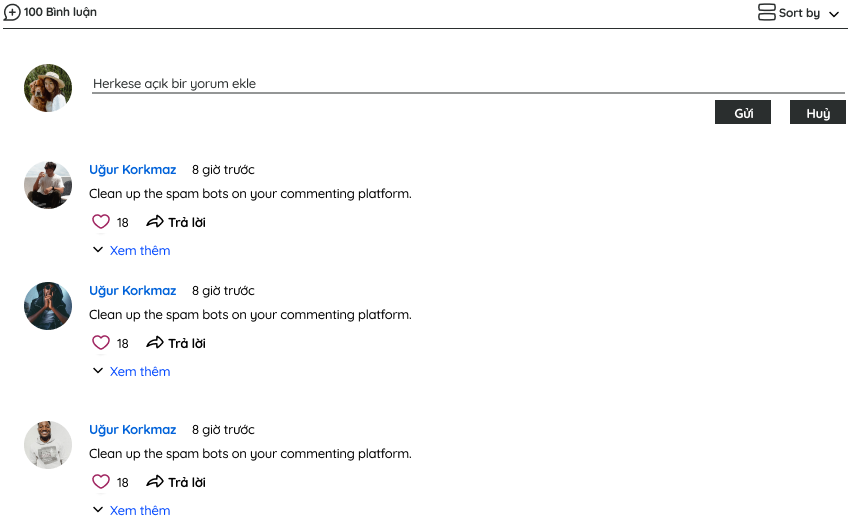 100 Bình luận
Sort by
Herkese açık bir yorum ekle
Gửi
Huỷ
Uğur Korkmaz 8 giờ trước
Clean up the spam bots on your commenting platform.
18 Trả lời
Xem thêm
Uğur Korkmaz 8 giờ trước
Clean up the spam bots on your commenting platform.
18 Trả lời
Xem thêm
Uğur Korkmaz 8 giờ trước
Clean up the spam bots on your commenting platform.
18 Trả lời
Xem thêm